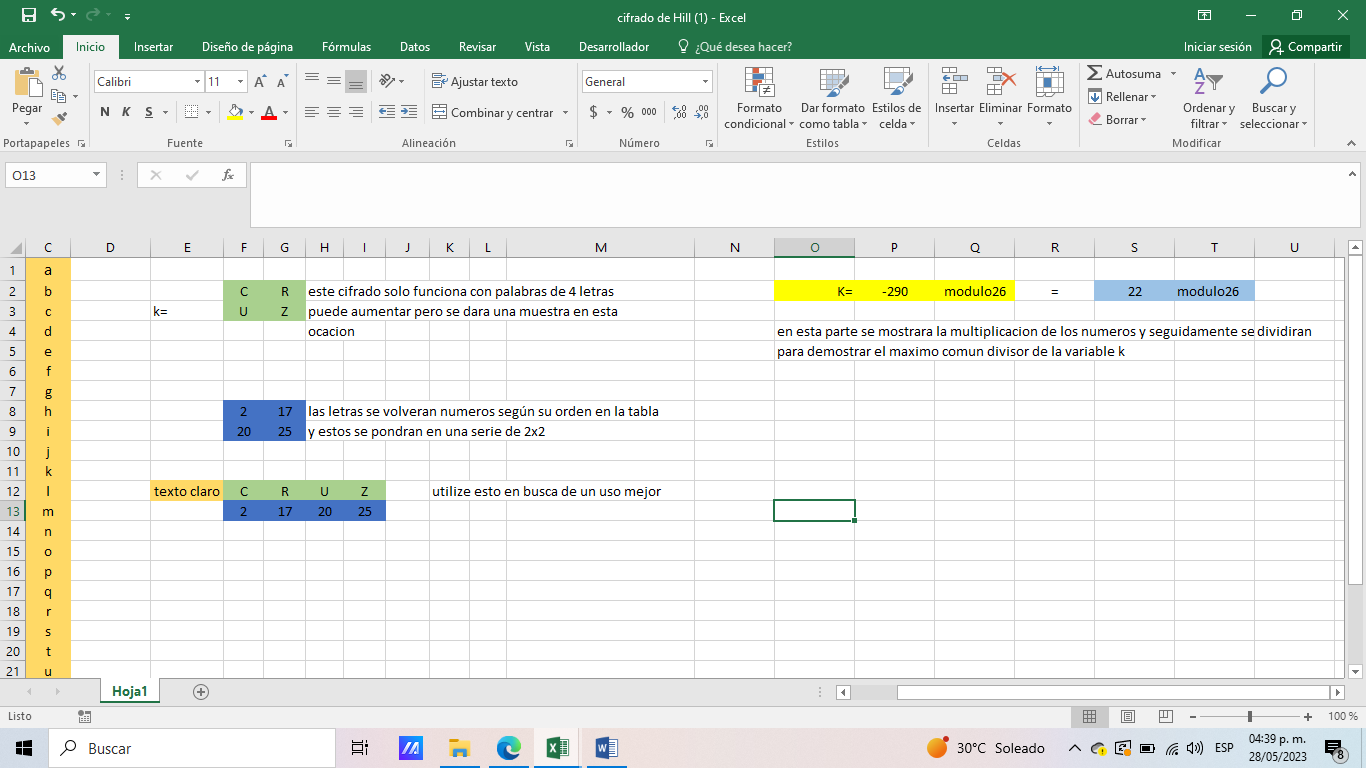 cifrado de Hill (1) - Excel
Archivo Inicio Insertar Diseño de página Fórmulas Datos Revisar Vista Desarrollador ¿Qué desea hacer? Iniciar sesión Compartir
Pegar
Calibri 11
N K S
A A
Ajustar texto
Combinar y centrar
General
$ % 000
Formato condicional
Dar formato como tabla
Estilos de celda
Insertar Eliminar Formato
Autosuma
Rellenar
Borrar
Ordenar y filtrar
Buscar y seleccionar
Portapapeles Fuente Alineación Número Estilos Celdas Modificar
O13 fx
C D E F G H I J K L M N O P Q R S T U
1 a
2 b C R este cifrado solo funciona con palabras de 4 letras K= -290 modulo26 = 22 modulo26
3 c k= U Z puede aumentar pero se dara una muestra en esta
4 d ocacion en esta parte se mostrara la multiplicacion de los numeros y seguidamente se dividiran
5 e para demostrar el maximo comun divisor de la variable k
6 f
7 g
8 h 2 17 las letras se volveran numeros según su orden en la tabla
9 i 20 25 y estos se pondran en una serie de 2x2
10 j
11 k
12 l texto claro C R U Z utilize esto en busca de un uso mejor
13 m 2 17 20 25
14 n
15 o
16 p
17 q
18 r
19 s
20 t
21 u
Hoja1
Listo 100 %
Buscar
30°C Soleado
ESP
04:39 p. m.
28/05/2023
8